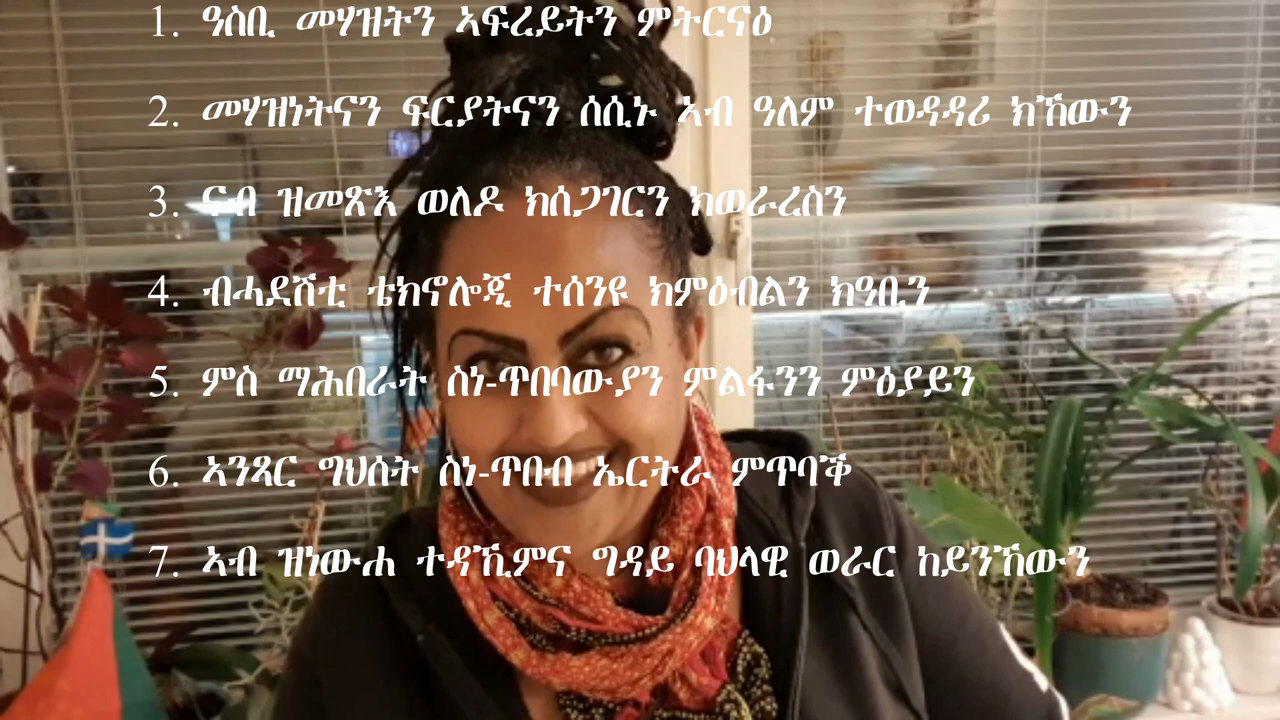 1. ዓስቢ መሃዝትን ኣፍረይትን ምትርናዕ
2. መሃዝነትናን ፍርያትናን ሰሲኑ ኣብ ዓለም ተወዳዳሪ ክኸውን
3. ናብ ዝመጽእ ወለዶ ክሰጋገርን ክወራረስን
4. ብሓደሽቲ ቴክኖሎጂ ተሰንዩ ክምዕብልን ክዓቢን
5. ምስ ማሕበራት ስነ-ጥበባውያን ምልፋንን ምዕያይን
6. ኣንጻር ግህሰት ስነ-ጥበብ ኤርትራ ምጥባቕ
7. ኣብ ዝነውሐ ተዳኺምና ግዳይ ባህላዊ ወራር ከይንኸውን